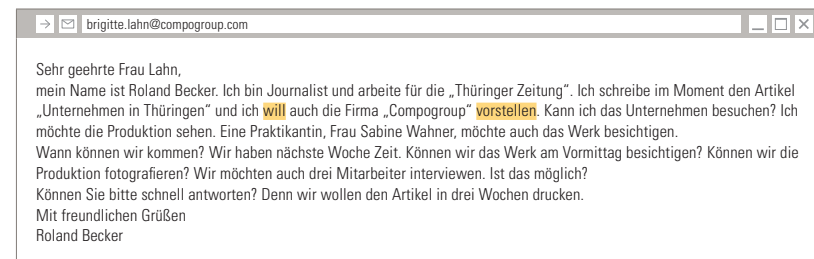 brigitte.lahn@compogroup.com
Sehr geehrte Frau Lahn,
mein Name ist Roland Becker. Ich bin Journalist und arbeite für die „Thüringer Zeitung“. Ich schreibe im Moment den Artikel
„Unternehmen in Thüringen“ und ich will auch die Firma „Compogroup“ vorstellen. Kann ich das Unternehmen besuchen? Ich
möchte die Produktion sehen. Eine Praktikantin, Frau Sabine Wahner, möchte auch das Werk besichtigen.
Wann können wir kommen? Wir haben nächste Woche Zeit. Können wir das Werk am Vormittag besichtigen? Können wir die
Produktion fotografieren? Wir möchten auch drei Mitarbeiter interviewen. Ist das möglich?
Können Sie bitte schnell antworten? Denn wir wollen den Artikel in drei Wochen drucken.
Mit freundlichen Grüßen
Roland Becker